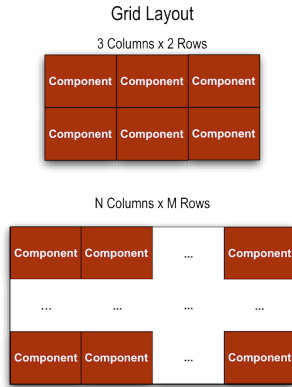 Grid Layout
3 Columns x 2 Rows
Component Component Component
Component Component Component
N Columns x M Rows
Component Component ... Component
... ... ... ...
Component Component ... Component